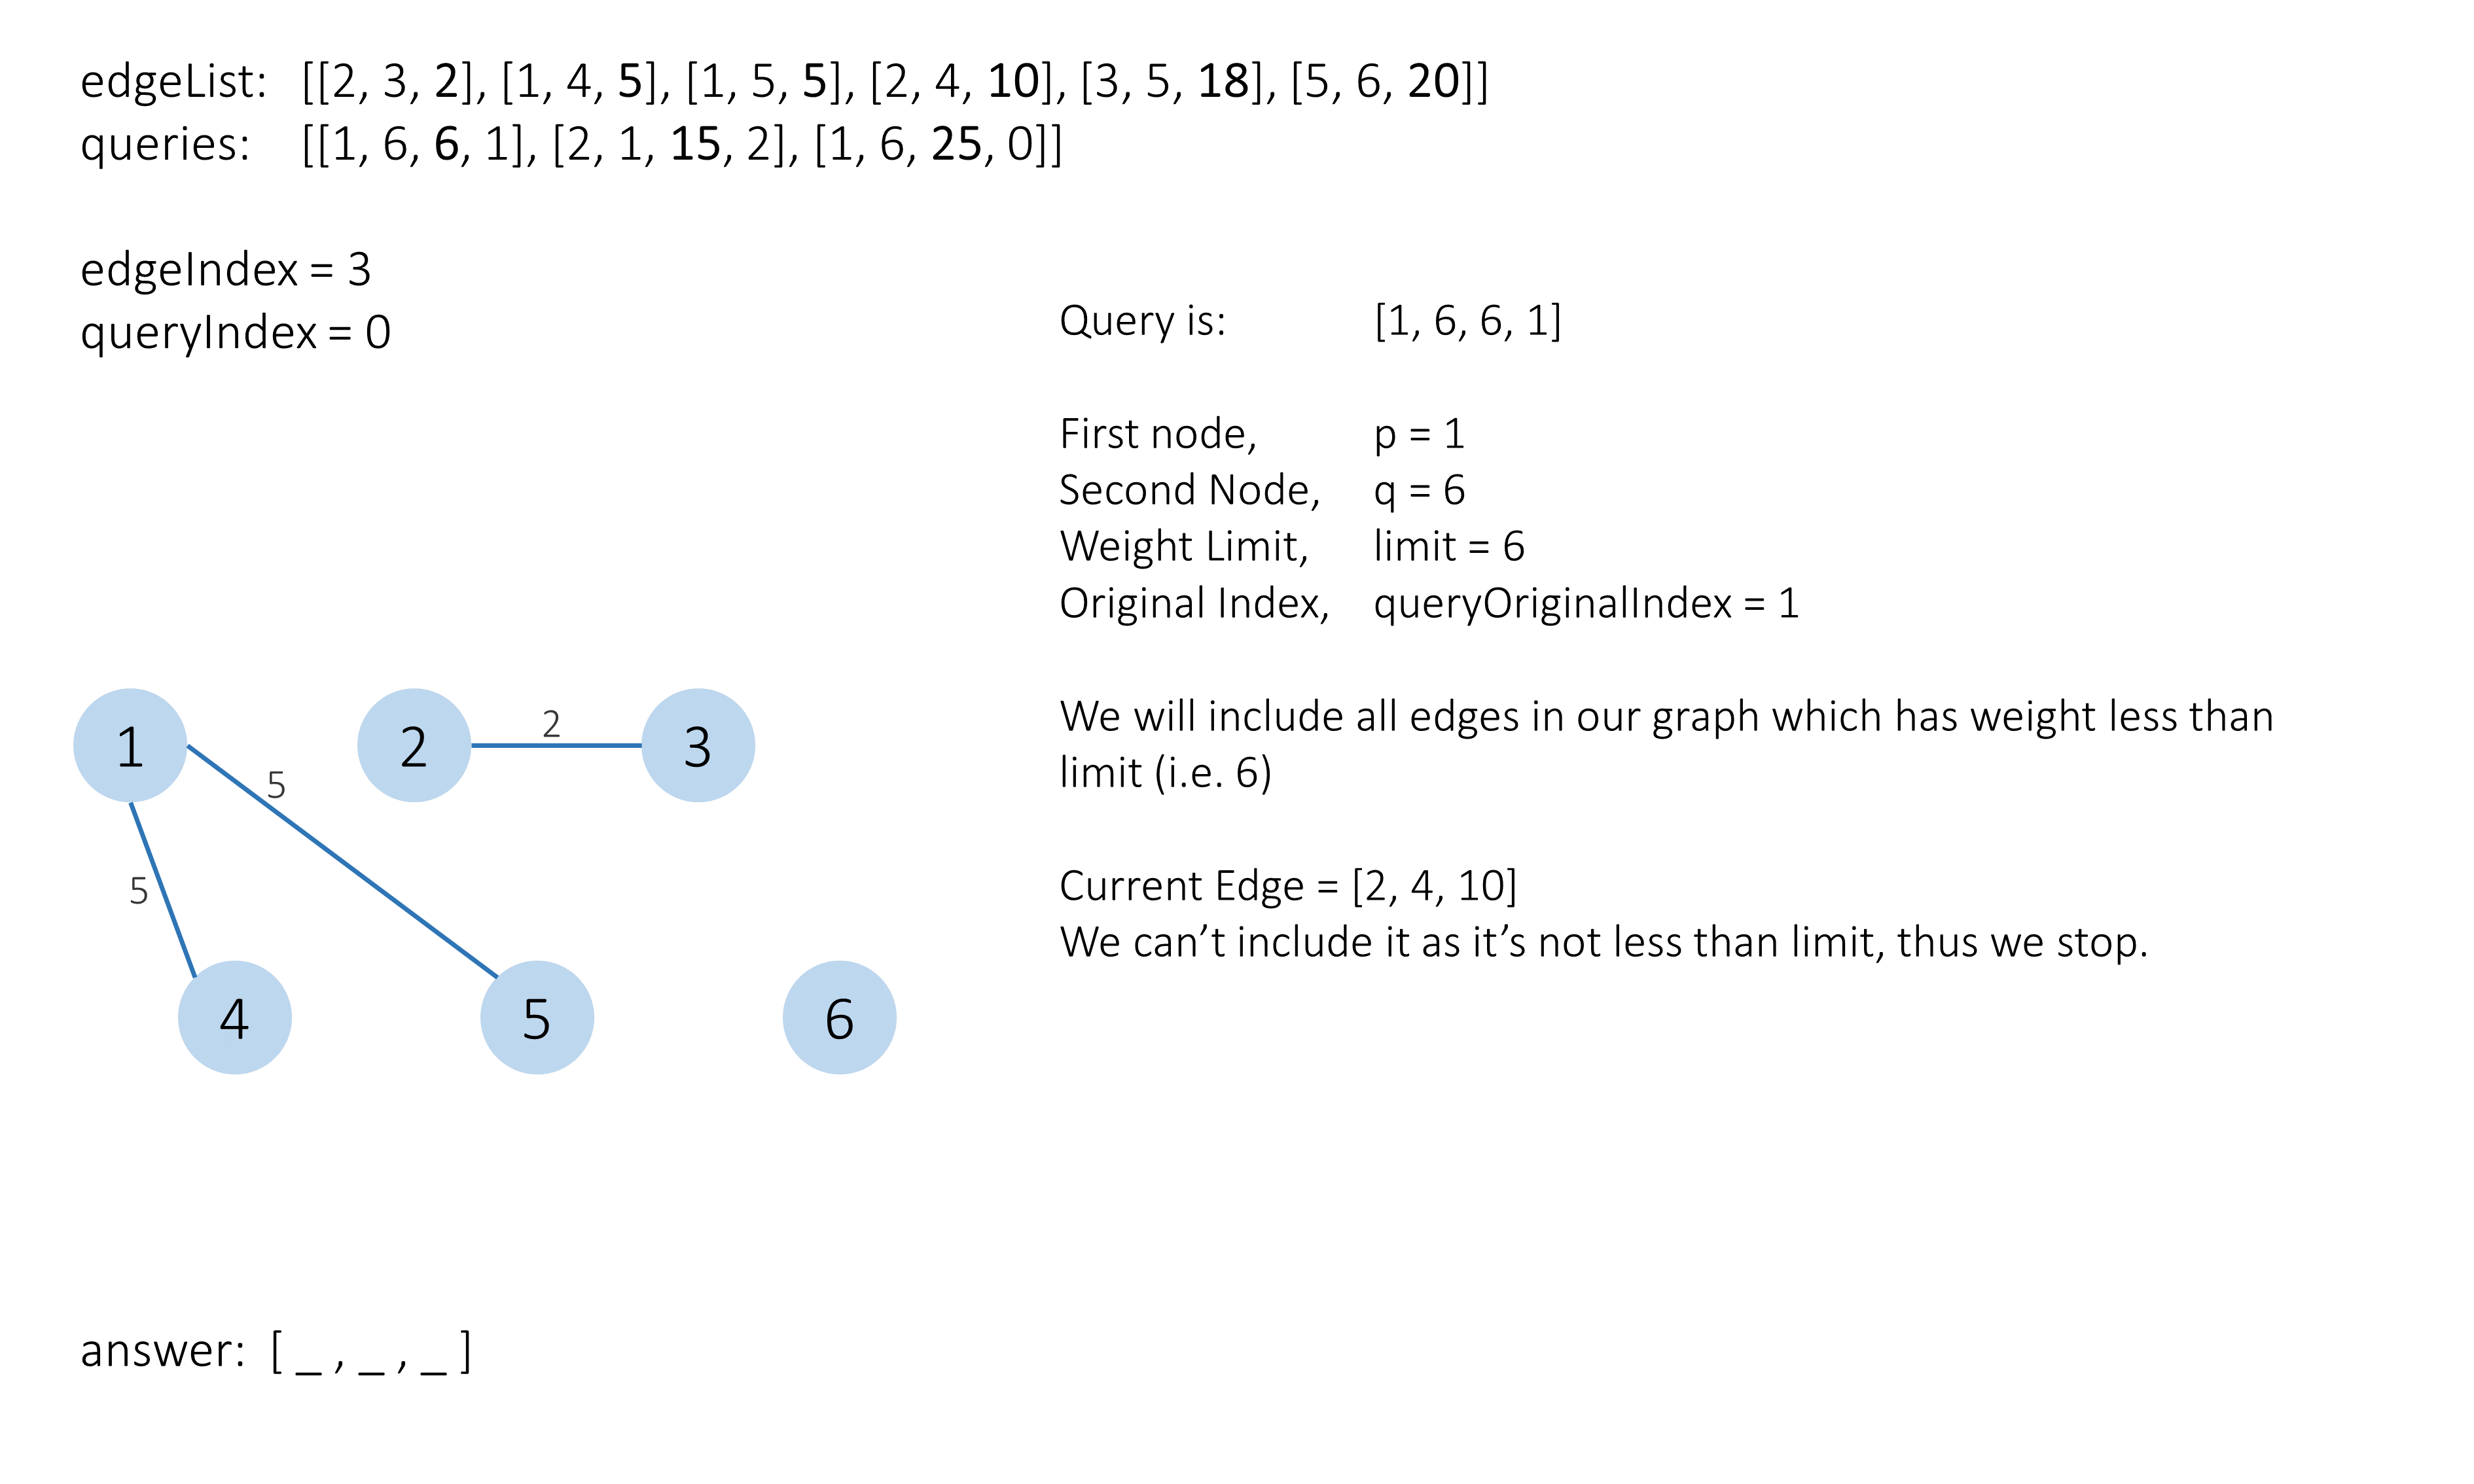 edgeList: [[2, 3, 2], [1, 4, 5], [1, 5, 5], [2, 4, 10], [3, 5, 18], [5, 6, 20]]
queries: [[1, 6, 6, 1], [2, 1, 15, 2], [1, 6, 25, 0]]
edgeIndex = 3
queryIndex = 0
Query is: [1, 6, 6, 1]
First node, p = 1
Second Node, q = 6
Weight Limit, limit = 6
Original Index, queryOriginalIndex = 1
We will include all edges in our graph which has weight less than
limit (i.e. 6)
Current Edge = [2, 4, 10]
We can’t include it as it’s not less than limit, thus we stop.
1 2 2 3
5
5
4 5 6
answer: [ _ , _ , _ ]